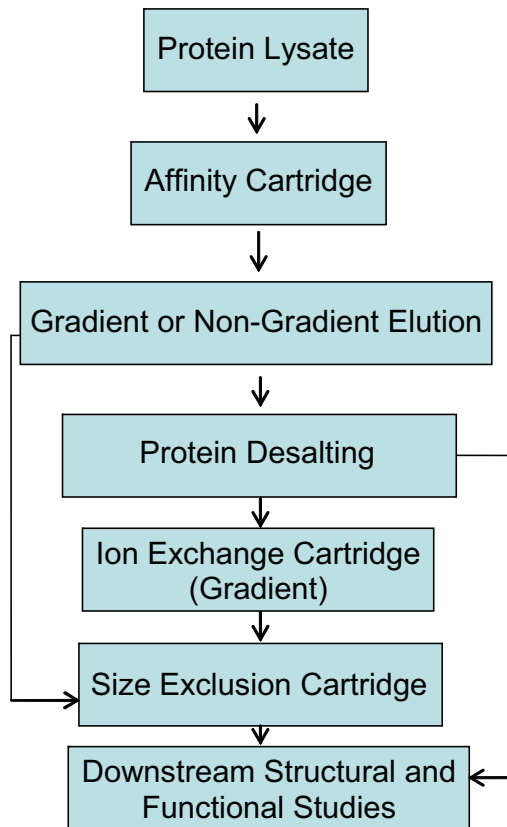 Protein Lysate
Affinity Cartridge
Gradient or Non-Gradient Elution
Protein Desalting
Ion Exchange Cartridge
(Gradient)
Size Exclusion Cartridge
Downstream Structural and
Functional Studies